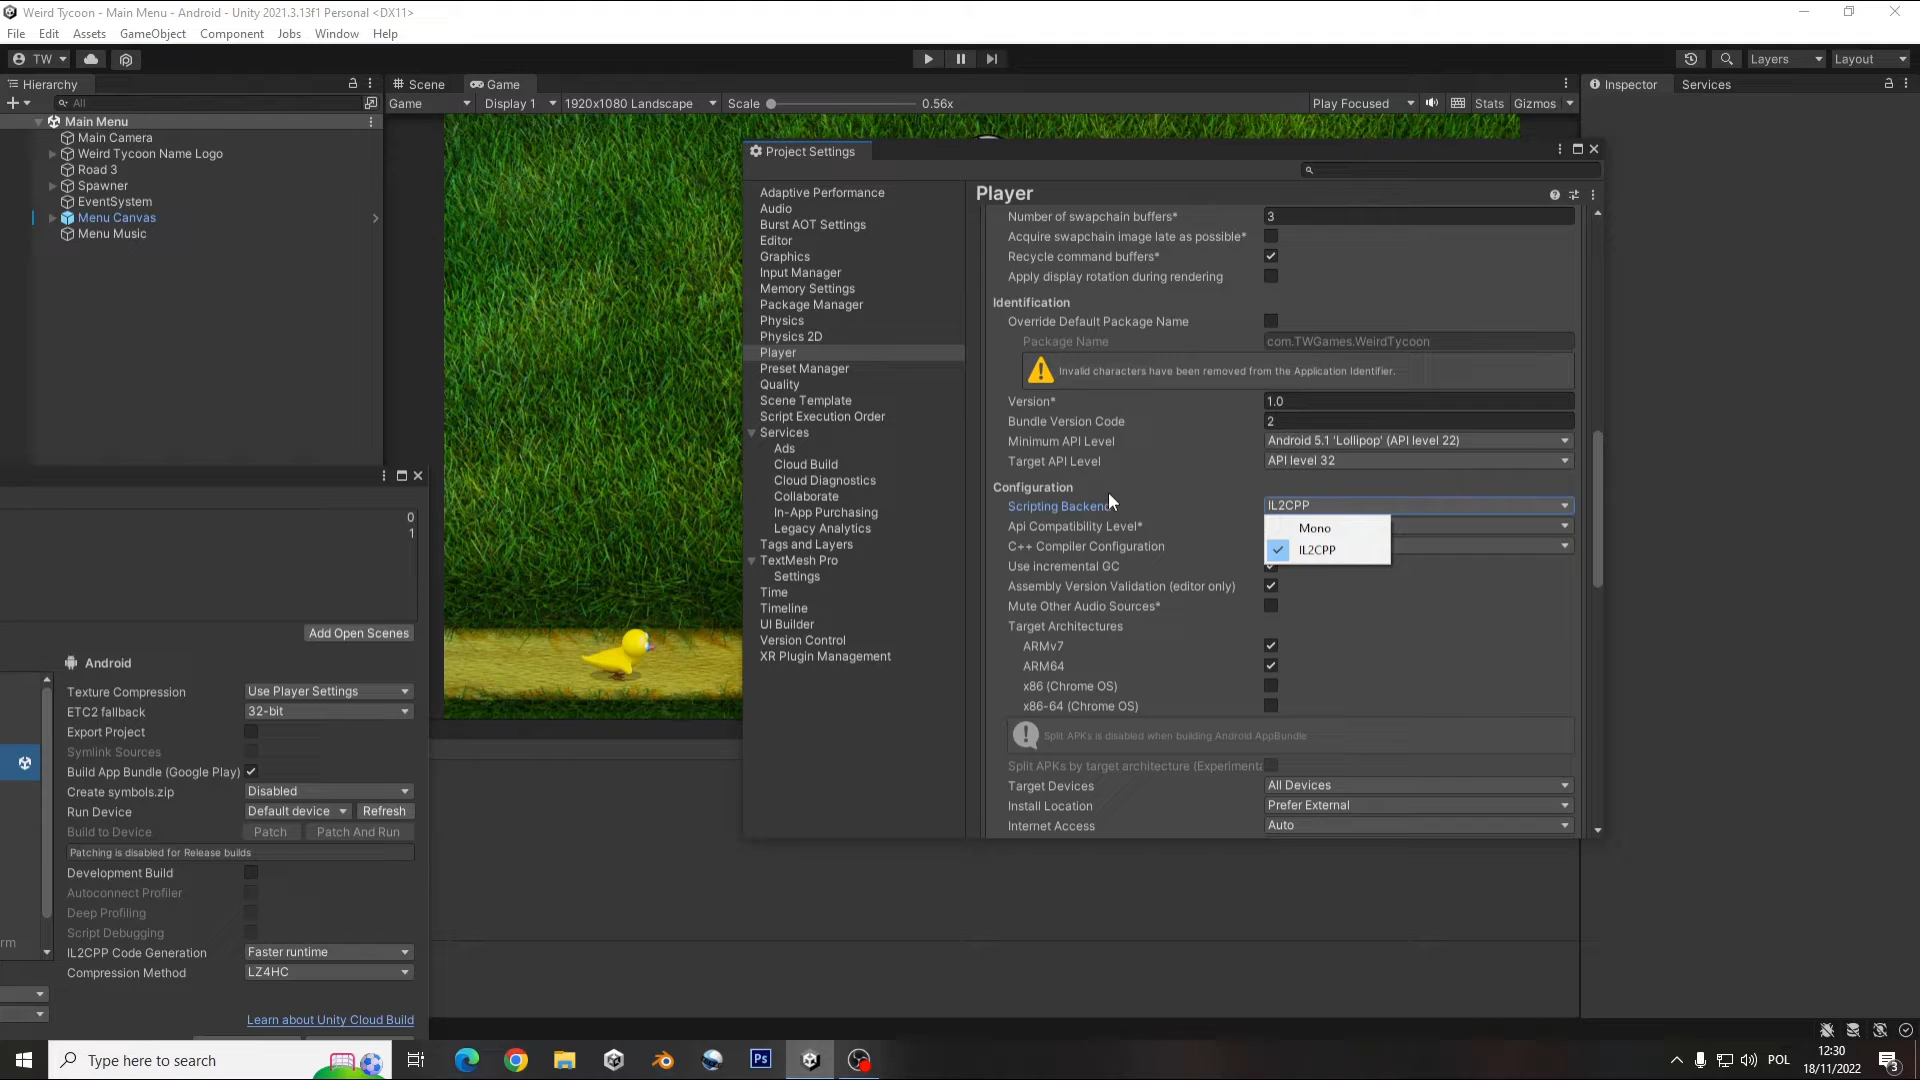 Weird Tycoon - Main Menu - Android - Unity 2021.3.13f1 Personal <DX11>
File Edit Assets GameObject Component Jobs Window Help
TW Layers Layout
Hierarchy Scene Game Inspector Services
All Game Display 1 1920x1080 Landscape Scale 0.56x Play Focused Stats Gizmos
Main Menu
Main Camera
Weird Tycoon Name Logo
Road 3
Spawner
EventSystem
Menu Canvas
Menu Music
Project Settings
Adaptive Performance
Audio
Burst AOT Settings
Editor
Graphics
Input Manager
Memory Settings
Package Manager
Physics
Physics 2D
Player
Preset Manager
Quality
Scene Template
Script Execution Order
Services
Ads
Cloud Build
Cloud Diagnostics
Collaborate
In-App Purchasing
Legacy Analytics
Tags and Layers
TextMesh Pro
Settings
Time
Timeline
UI Builder
Version Control
XR Plugin Management
Player
Number of swapchain buffers* 3
Acquire swapchain image late as possible*
Recycle command buffers*
Apply display rotation during rendering
Identification
Override Default Package Name
Package Name com.TWGames.WeirdTycoon
Invalid characters have been removed from the Application Identifier.
Version* 1.0
Bundle Version Code 2
Minimum API Level Android 5.1 'Lollipop' (API level 22)
Target API Level API level 32
Configuration
Scripting Backend IL2CPP
Mono
IL2CPP
Api Compatibility Level*
C++ Compiler Configuration
Use incremental GC
Assembly Version Validation (editor only)
Mute Other Audio Sources*
Target Architectures
ARMv7
ARM64
x86 (Chrome OS)
x86-64 (Chrome OS)
Split APKs is disabled when building Android AppBundle
Split APKs by target architecture (Experimenta
Target Devices All Devices
Install Location Prefer External
Internet Access Auto
0
1
Add Open Scenes
Android
Texture Compression Use Player Settings
ETC2 fallback 32-bit
Export Project
Symlink Sources
Build App Bundle (Google Play)
Create symbols.zip Disabled
Run Device Default device Refresh
Build to Device Patch Patch And Run
Patching is disabled for Release builds
Development Build
Autoconnect Profiler
Deep Profiling
Script Debugging
rm
IL2CPP Code Generation Faster runtime
Compression Method LZ4HC
Learn about Unity Cloud Build
Type here to search
Ps
POL
12:30
18/11/2022
3